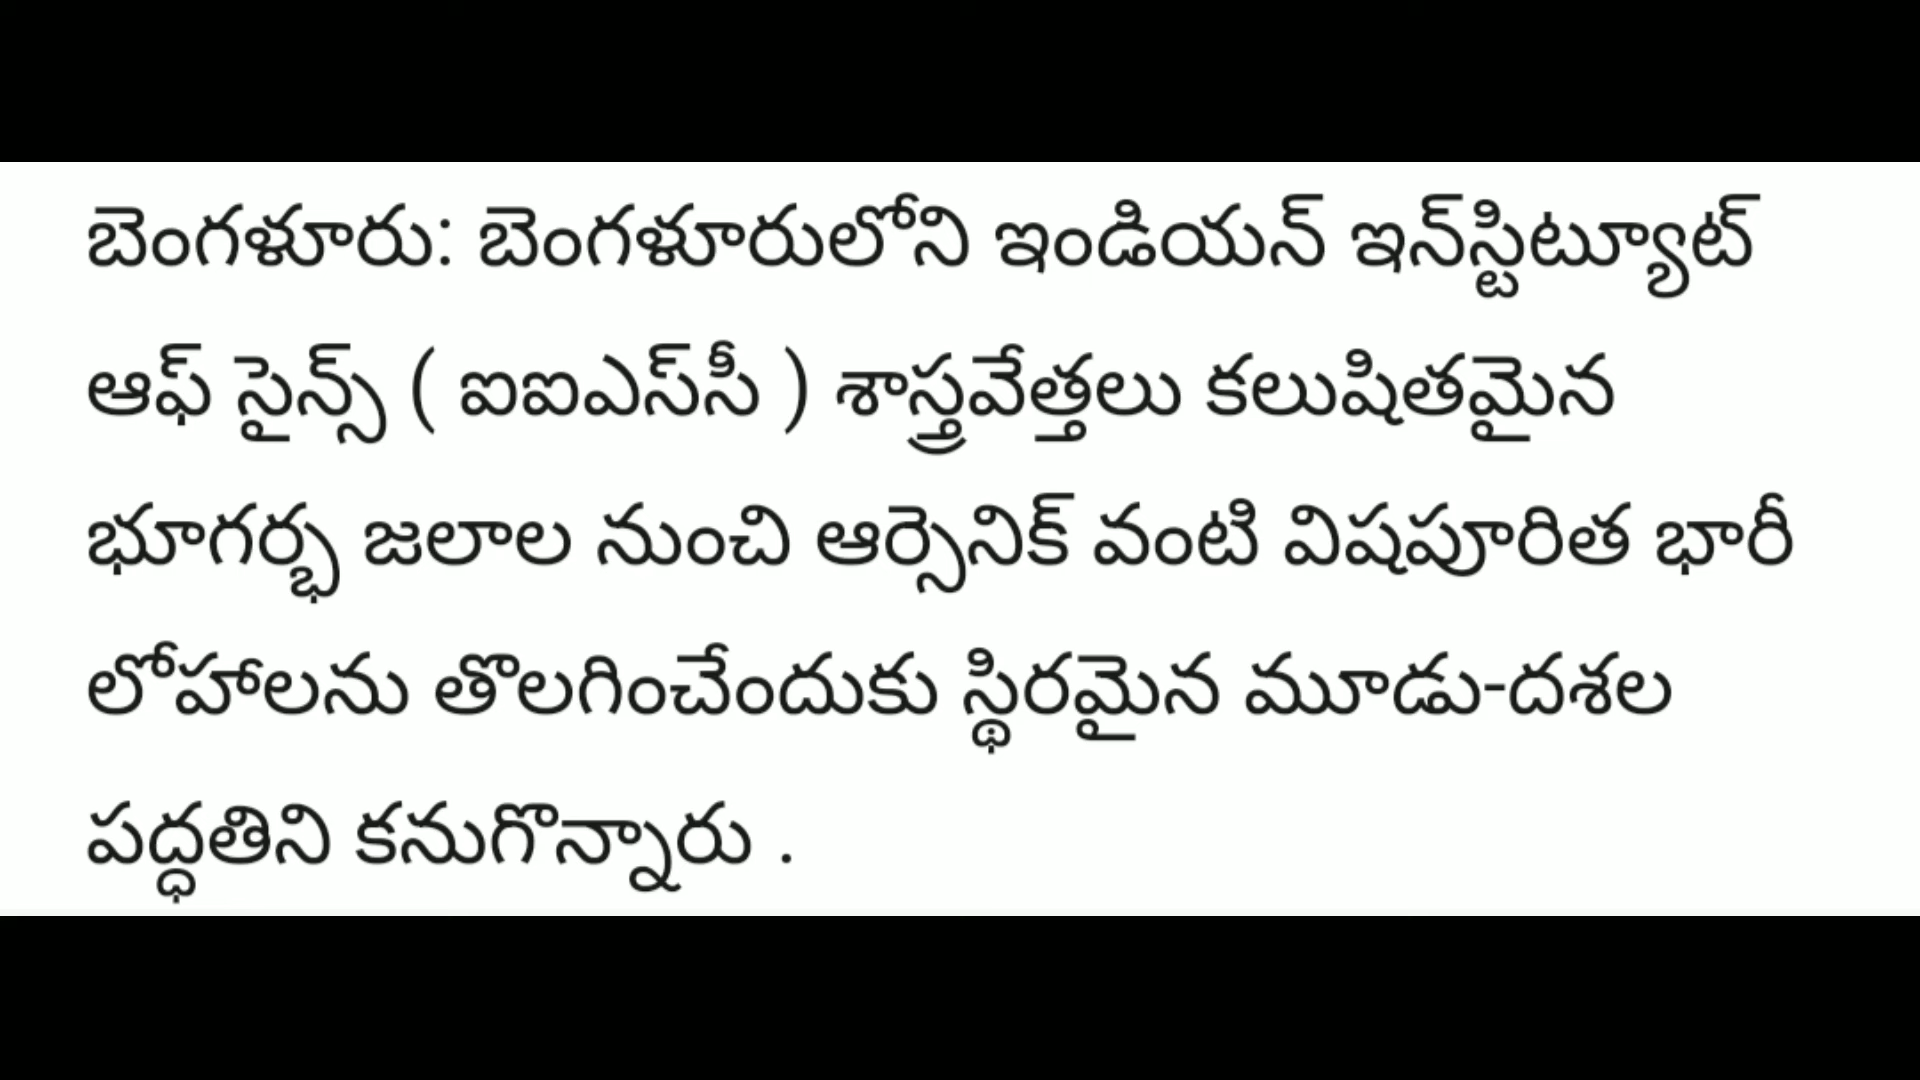 బెంగళూరు: బెంగళూరులోని ఇండియన్ ఇన్‌స్టిట్యూట్
ఆఫ్ సైన్స్ ( ఐఐఎస్‌సీ ) శాస్త్రవేత్తలు కలుషితమైన
భూగర్భ జలాల నుంచి ఆర్సెనిక్ వంటి విషపూరిత భారీ
లోహాలను తొలగించేందుకు స్థిరమైన మూడు-దశల
పద్ధతిని కనుగొన్నారు .